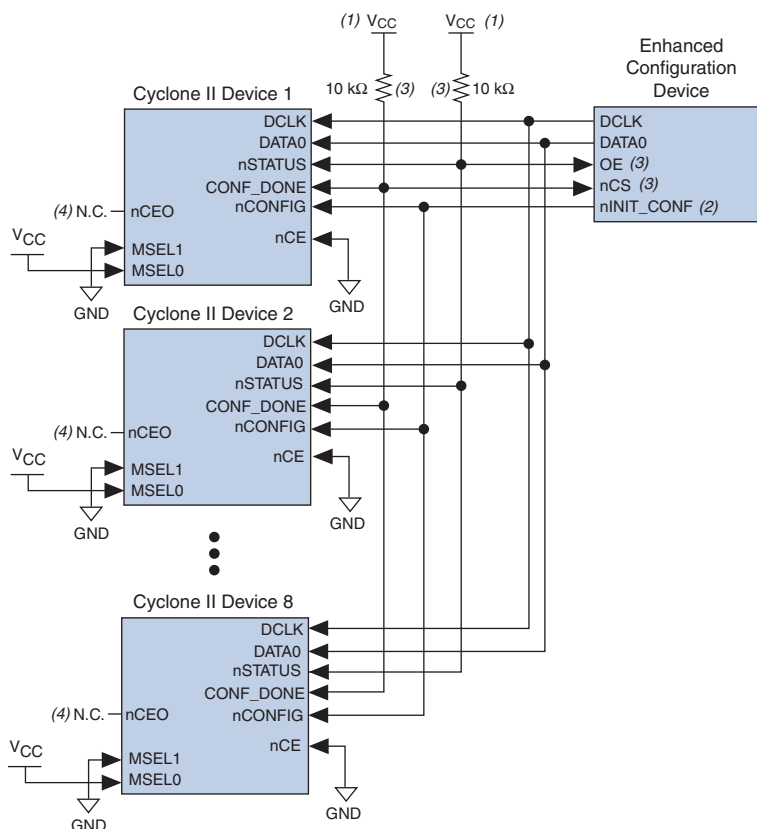 (1) VCC
VCC (1)
10 kΩ (3)
(3) 10 kΩ
Enhanced
Configuration
Device
DCLK
DATA0
OE (3)
nCS (3)
nINIT_CONF (2)
Cyclone II Device 1
DCLK
DATA0
nSTATUS
CONF_DONE
nCONFIG
(4) N.C. nCEO
nCE
VCC
MSEL1
MSEL0
GND
GND
Cyclone II Device 2
DCLK
DATA0
nSTATUS
CONF_DONE
nCONFIG
(4) N.C. nCEO
nCE
VCC
MSEL1
MSEL0
GND
GND
Cyclone II Device 8
DCLK
DATA0
nSTATUS
CONF_DONE
nCONFIG
(4) N.C. nCEO
nCE
VCC
MSEL1
MSEL0
GND
GND